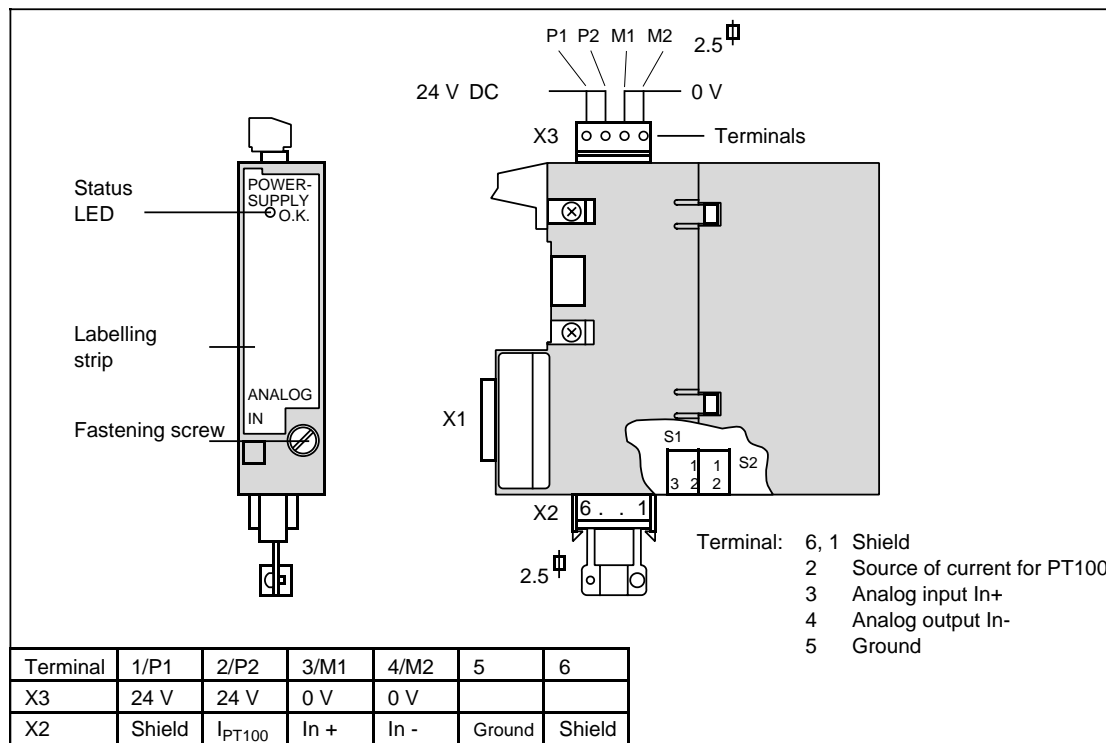 P1 P2 M1 M2 2.5
24 V DC 0 V
X3 Terminals
Status
LED
POWER-
SUPPLY
O.K.
Labelling
strip
ANALOG
IN
Fastening screw
X1
S1
S2
1 1
3 2 2
X2 6 . . 1
2.5
Terminal: 6, 1 Shield
2 Source of current for PT100
3 Analog input In+
4 Analog output In-
5 Ground
Terminal 1/P1 2/P2 3/M1 4/M2 5 6
X3 24 V 24 V 0 V 0 V
X2 Shield IPT100 In + In - Ground Shield